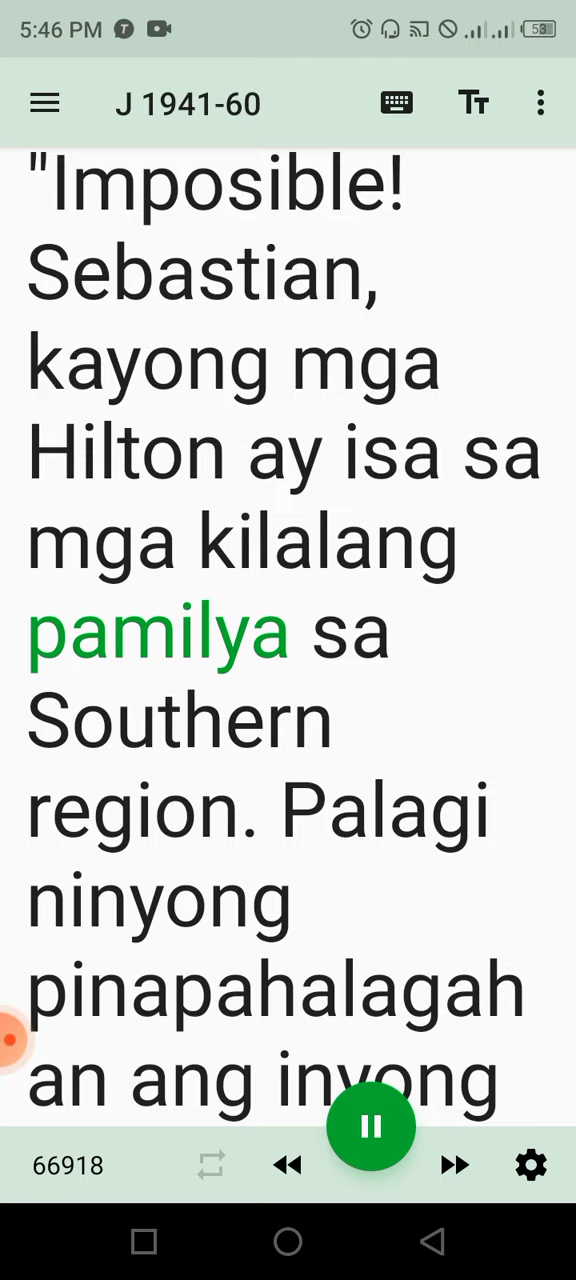 5:46 PM
53
J 1941-60
"Imposible!
Sebastian,
kayong mga
Hilton ay isa sa
mga kilalang
pamilya sa
Southern
region. Palagi
ninyong
pinapahalagah
an ang inyong
66918